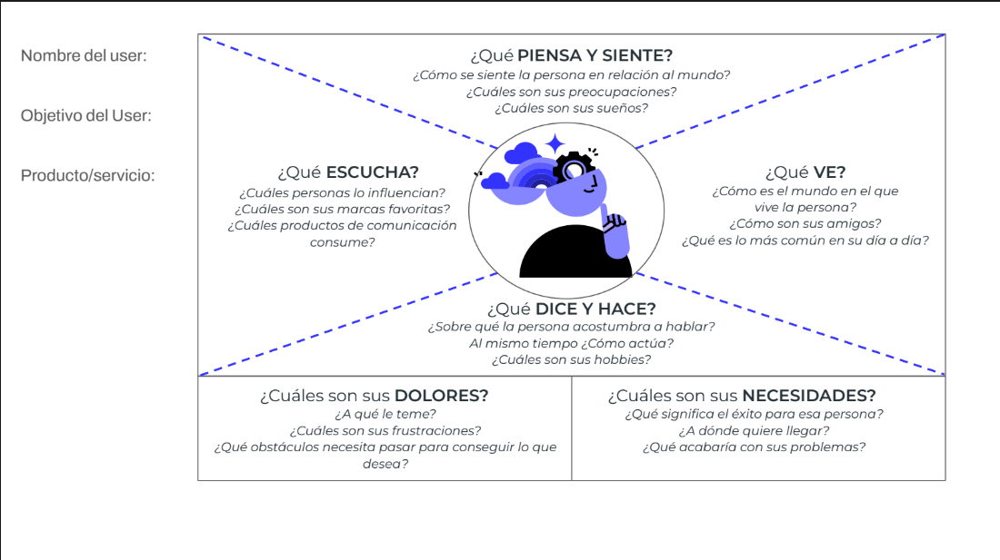 Nombre del user:
Objetivo del User:
Producto/servicio:
¿Qué PIENSA Y SIENTE?
¿Cómo se siente la persona en relación al mundo?
¿Cuáles son sus preocupaciones?
¿Cuáles son sus sueños?
¿Qué ESCUCHA?
¿Cuáles personas lo influencian?
¿Cuáles son sus marcas favoritas?
¿Cuáles productos de comunicación
consume?
¿Qué VE?
¿Cómo es el mundo en el que
vive la persona?
¿Cómo son sus amigos?
¿Qué es lo más común en su día a día?
¿Qué DICE Y HACE?
¿Sobre qué la persona acostumbra a hablar?
Al mismo tiempo ¿Cómo actúa?
¿Cuáles son sus hobbies?
¿Cuáles son sus DOLORES?
¿A qué le teme?
¿Cuáles son sus frustraciones?
¿Qué obstáculos necesita pasar para conseguir lo que
desea?
¿Cuáles son sus NECESIDADES?
¿Qué significa el éxito para esa persona?
¿A dónde quiere llegar?
¿Qué acabaría con sus problemas?